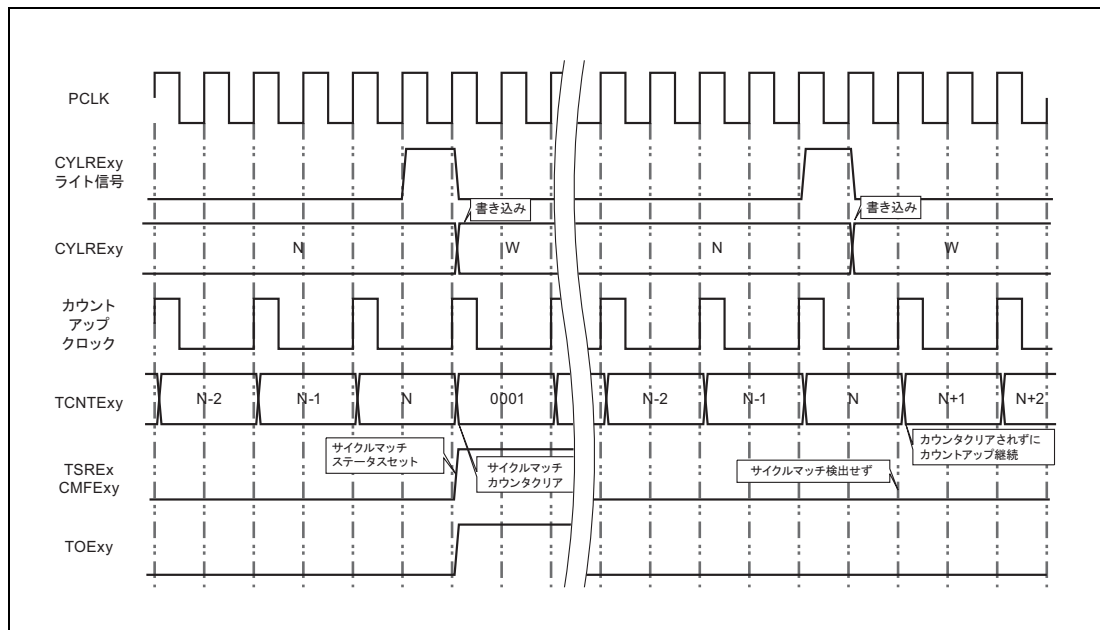 PCLK
CYLRExy
ライト信号
書き込み
書き込み
CYLRExy
N
W
N
W
カウント
アップ
クロック
TCNTExy
N-2
N-1
N
0001
N-2
N-1
N
N+1
N+2
サイクルマッチ
ステータスセット
サイクルマッチ
カウンタクリア
サイクルマッチ検出せず
カウンタクリアされずに
カウントアップ継続
TSREx
CMFExy
TOExy